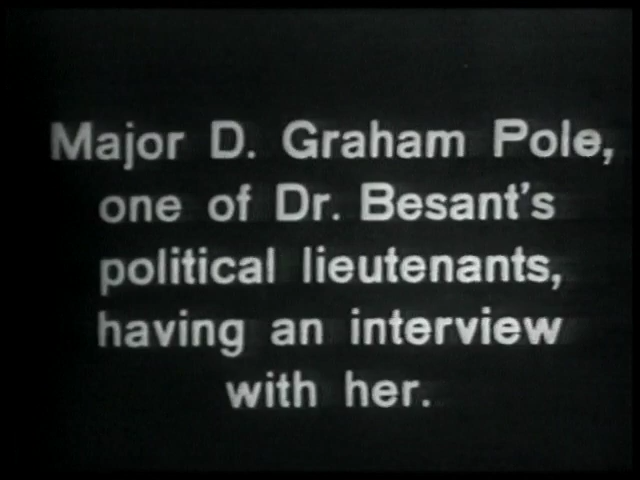 Major D. Graham Pole,
one of Dr. Besant's
political lieutenants,
having an interview
with her.